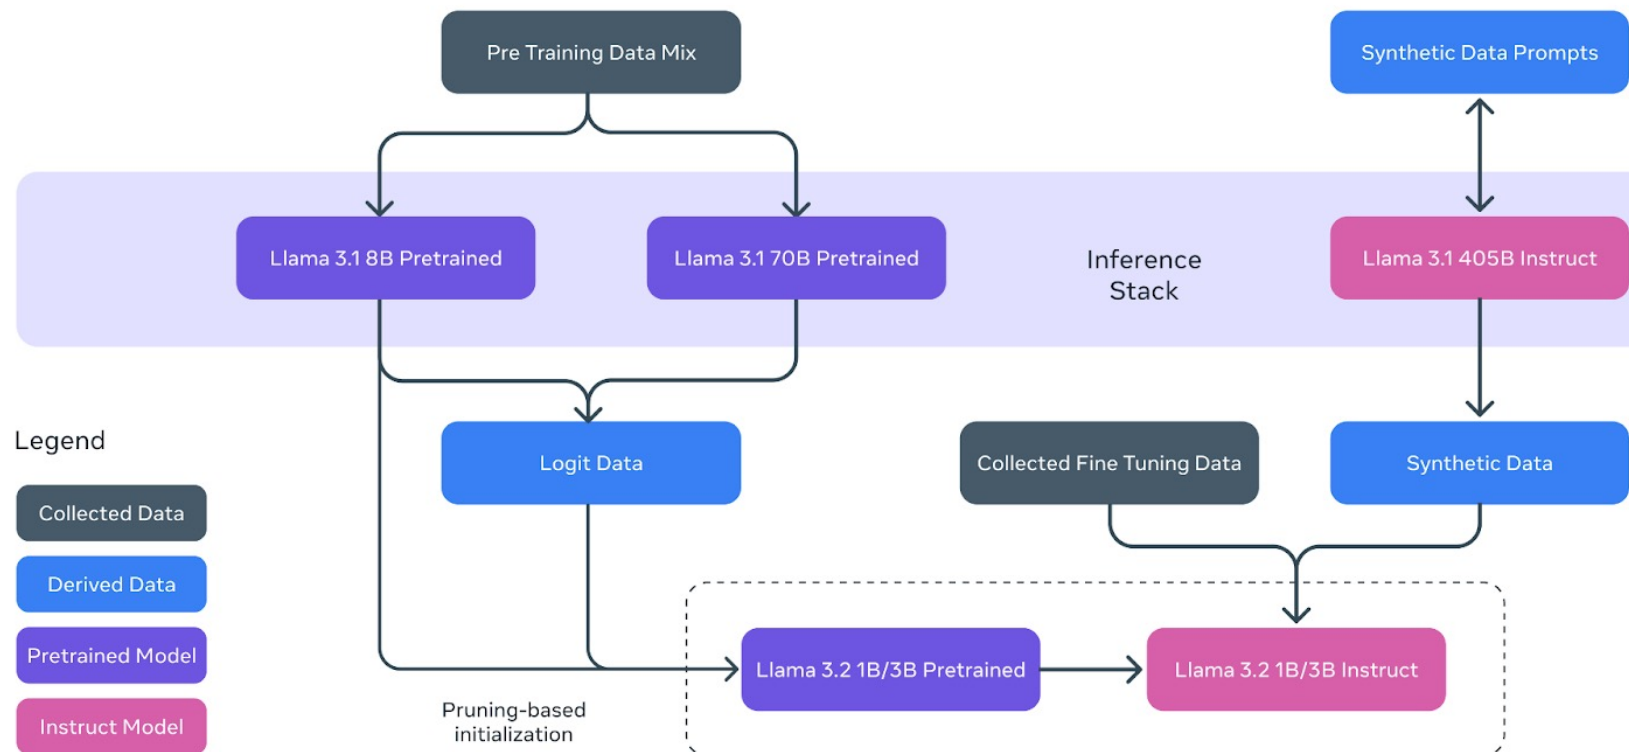 Pre Training Data Mix
Synthetic Data Prompts
Llama 3.1 8B Pretrained
Llama 3.1 70B Pretrained
Inference
Stack
Llama 3.1 405B Instruct
Legend
Logit Data
Collected Fine Tuning Data
Synthetic Data
Collected Data
Derived Data
Pretrained Model
Instruct Model
Llama 3.2 1B/3B Pretrained
Llama 3.2 1B/3B Instruct
Pruning-based
initialization